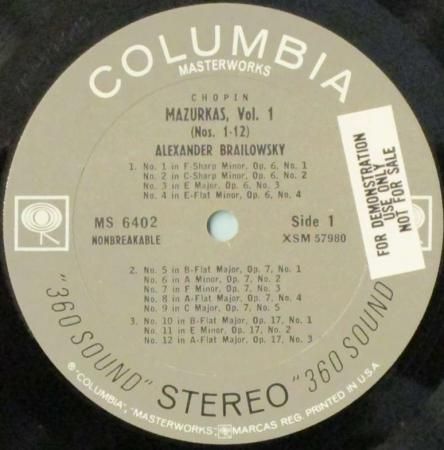 COLUMBIA
MASTERWORKS
CHOPIN
MAZURKAS, Vol. 1
(Nos. 1-12)
ALEXANDER BRAILOWSKY
1. No. 1 in F-Sharp Minor, Op. 6, No. 1
No. 2 in C-Sharp Minor, Op. 6, No. 2
No. 3 in E Major, Op. 6, No. 3
No. 4 in E-Flat Minor, Op. 6, No. 4
MS 6402
NONBREAKABLE
Side 1
XSM 57980
FOR DEMONSTRATION
USE ONLY
NOT FOR SALE
2. No. 5 in B-Flat Major, Op. 7, No. 1
No. 6 in A Minor, Op. 7, No. 2
No. 7 in F Minor, Op. 7, No. 3
No. 8 in A-Flat Major, Op. 7, No. 4
No. 9 in C Major, Op. 7, No. 5
3. No. 10 in B-Flat Major, Op. 17, No. 1
No. 11 in E Minor, Op. 17, No. 2
No. 12 in A-Flat Major, Op. 17, No. 3
"360 SOUND" STEREO "360 SOUND"
® "COLUMBIA", "MASTERWORKS", MARCAS REG. PRINTED IN U.S.A.